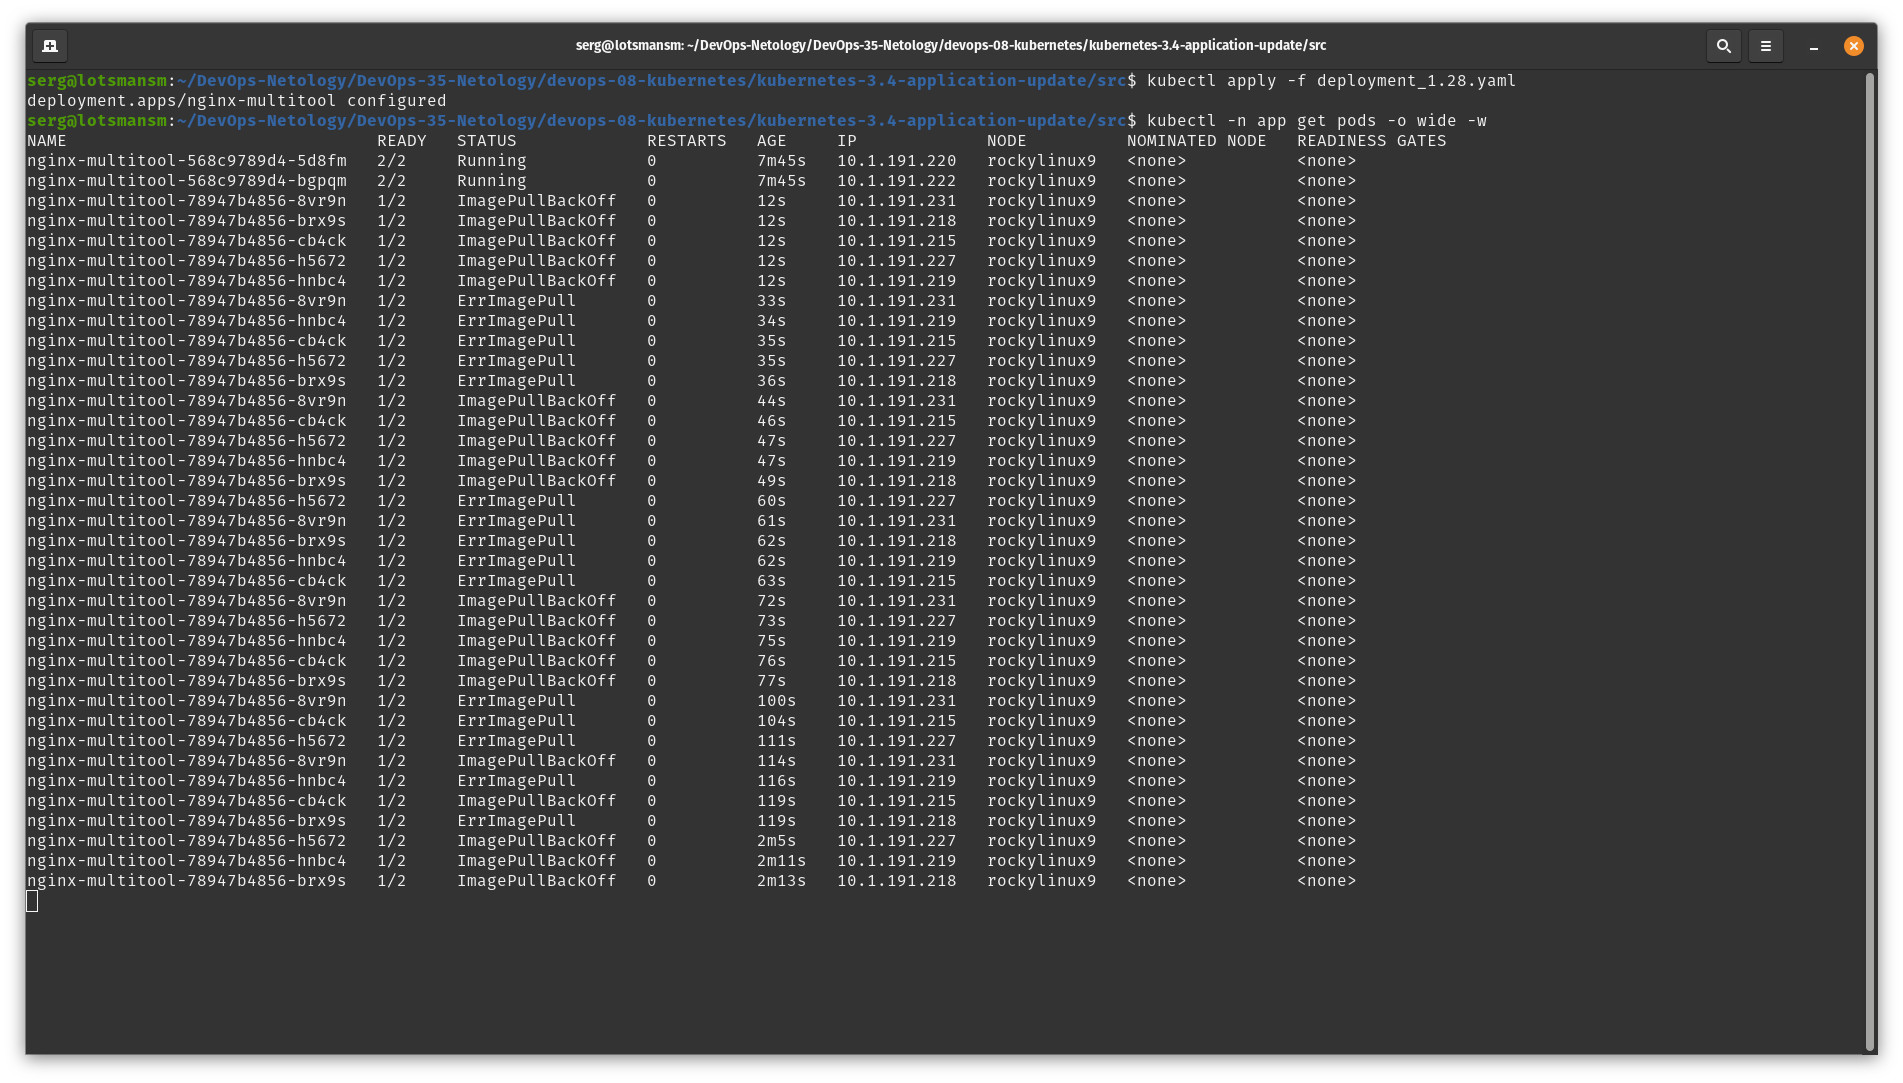 serg@lotsmansm: ~/DevOps-Netology/DevOps-35-Netology/devops-08-kubernetes/kubernetes-3.4-application-update/src
serg@lotsmansm:~/DevOps-Netology/DevOps-35-Netology/devops-08-kubernetes/kubernetes-3.4-application-update/src$ kubectl apply -f deployment_1.28.yaml
deployment.apps/nginx-multitool configured
serg@lotsmansm:~/DevOps-Netology/DevOps-35-Netology/devops-08-kubernetes/kubernetes-3.4-application-update/src$ kubectl -n app get pods -o wide -w
NAME                               READY   STATUS             RESTARTS   AGE     IP             NODE          NOMINATED NODE   READINESS GATES
nginx-multitool-568c9789d4-5d8fm   2/2     Running            0          7m45s   10.1.191.220   rockylinux9   <none>           <none>
nginx-multitool-568c9789d4-bgpqm   2/2     Running            0          7m45s   10.1.191.222   rockylinux9   <none>           <none>
nginx-multitool-78947b4856-8vr9n   1/2     ImagePullBackOff   0          12s     10.1.191.231   rockylinux9   <none>           <none>
nginx-multitool-78947b4856-brx9s   1/2     ImagePullBackOff   0          12s     10.1.191.218   rockylinux9   <none>           <none>
nginx-multitool-78947b4856-cb4ck   1/2     ImagePullBackOff   0          12s     10.1.191.215   rockylinux9   <none>           <none>
nginx-multitool-78947b4856-h5672   1/2     ImagePullBackOff   0          12s     10.1.191.227   rockylinux9   <none>           <none>
nginx-multitool-78947b4856-hnbc4   1/2     ImagePullBackOff   0          12s     10.1.191.219   rockylinux9   <none>           <none>
nginx-multitool-78947b4856-8vr9n   1/2     ErrImagePull       0          33s     10.1.191.231   rockylinux9   <none>           <none>
nginx-multitool-78947b4856-hnbc4   1/2     ErrImagePull       0          34s     10.1.191.219   rockylinux9   <none>           <none>
nginx-multitool-78947b4856-cb4ck   1/2     ErrImagePull       0          35s     10.1.191.215   rockylinux9   <none>           <none>
nginx-multitool-78947b4856-h5672   1/2     ErrImagePull       0          35s     10.1.191.227   rockylinux9   <none>           <none>
nginx-multitool-78947b4856-brx9s   1/2     ErrImagePull       0          36s     10.1.191.218   rockylinux9   <none>           <none>
nginx-multitool-78947b4856-8vr9n   1/2     ImagePullBackOff   0          44s     10.1.191.231   rockylinux9   <none>           <none>
nginx-multitool-78947b4856-cb4ck   1/2     ImagePullBackOff   0          46s     10.1.191.215   rockylinux9   <none>           <none>
nginx-multitool-78947b4856-h5672   1/2     ImagePullBackOff   0          47s     10.1.191.227   rockylinux9   <none>           <none>
nginx-multitool-78947b4856-hnbc4   1/2     ImagePullBackOff   0          47s     10.1.191.219   rockylinux9   <none>           <none>
nginx-multitool-78947b4856-brx9s   1/2     ImagePullBackOff   0          49s     10.1.191.218   rockylinux9   <none>           <none>
nginx-multitool-78947b4856-h5672   1/2     ErrImagePull       0          60s     10.1.191.227   rockylinux9   <none>           <none>
nginx-multitool-78947b4856-8vr9n   1/2     ErrImagePull       0          61s     10.1.191.231   rockylinux9   <none>           <none>
nginx-multitool-78947b4856-brx9s   1/2     ErrImagePull       0          62s     10.1.191.218   rockylinux9   <none>           <none>
nginx-multitool-78947b4856-hnbc4   1/2     ErrImagePull       0          62s     10.1.191.219   rockylinux9   <none>           <none>
nginx-multitool-78947b4856-cb4ck   1/2     ErrImagePull       0          63s     10.1.191.215   rockylinux9   <none>           <none>
nginx-multitool-78947b4856-8vr9n   1/2     ImagePullBackOff   0          72s     10.1.191.231   rockylinux9   <none>           <none>
nginx-multitool-78947b4856-h5672   1/2     ImagePullBackOff   0          73s     10.1.191.227   rockylinux9   <none>           <none>
nginx-multitool-78947b4856-hnbc4   1/2     ImagePullBackOff   0          75s     10.1.191.219   rockylinux9   <none>           <none>
nginx-multitool-78947b4856-cb4ck   1/2     ImagePullBackOff   0          76s     10.1.191.215   rockylinux9   <none>           <none>
nginx-multitool-78947b4856-brx9s   1/2     ImagePullBackOff   0          77s     10.1.191.218   rockylinux9   <none>           <none>
nginx-multitool-78947b4856-8vr9n   1/2     ErrImagePull       0          100s    10.1.191.231   rockylinux9   <none>           <none>
nginx-multitool-78947b4856-cb4ck   1/2     ErrImagePull       0          104s    10.1.191.215   rockylinux9   <none>           <none>
nginx-multitool-78947b4856-h5672   1/2     ErrImagePull       0          111s    10.1.191.227   rockylinux9   <none>           <none>
nginx-multitool-78947b4856-8vr9n   1/2     ImagePullBackOff   0          114s    10.1.191.231   rockylinux9   <none>           <none>
nginx-multitool-78947b4856-hnbc4   1/2     ErrImagePull       0          116s    10.1.191.219   rockylinux9   <none>           <none>
nginx-multitool-78947b4856-cb4ck   1/2     ImagePullBackOff   0          119s    10.1.191.215   rockylinux9   <none>           <none>
nginx-multitool-78947b4856-brx9s   1/2     ErrImagePull       0          119s    10.1.191.218   rockylinux9   <none>           <none>
nginx-multitool-78947b4856-h5672   1/2     ImagePullBackOff   0          2m5s    10.1.191.227   rockylinux9   <none>           <none>
nginx-multitool-78947b4856-hnbc4   1/2     ImagePullBackOff   0          2m11s   10.1.191.219   rockylinux9   <none>           <none>
nginx-multitool-78947b4856-brx9s   1/2     ImagePullBackOff   0          2m13s   10.1.191.218   rockylinux9   <none>           <none>